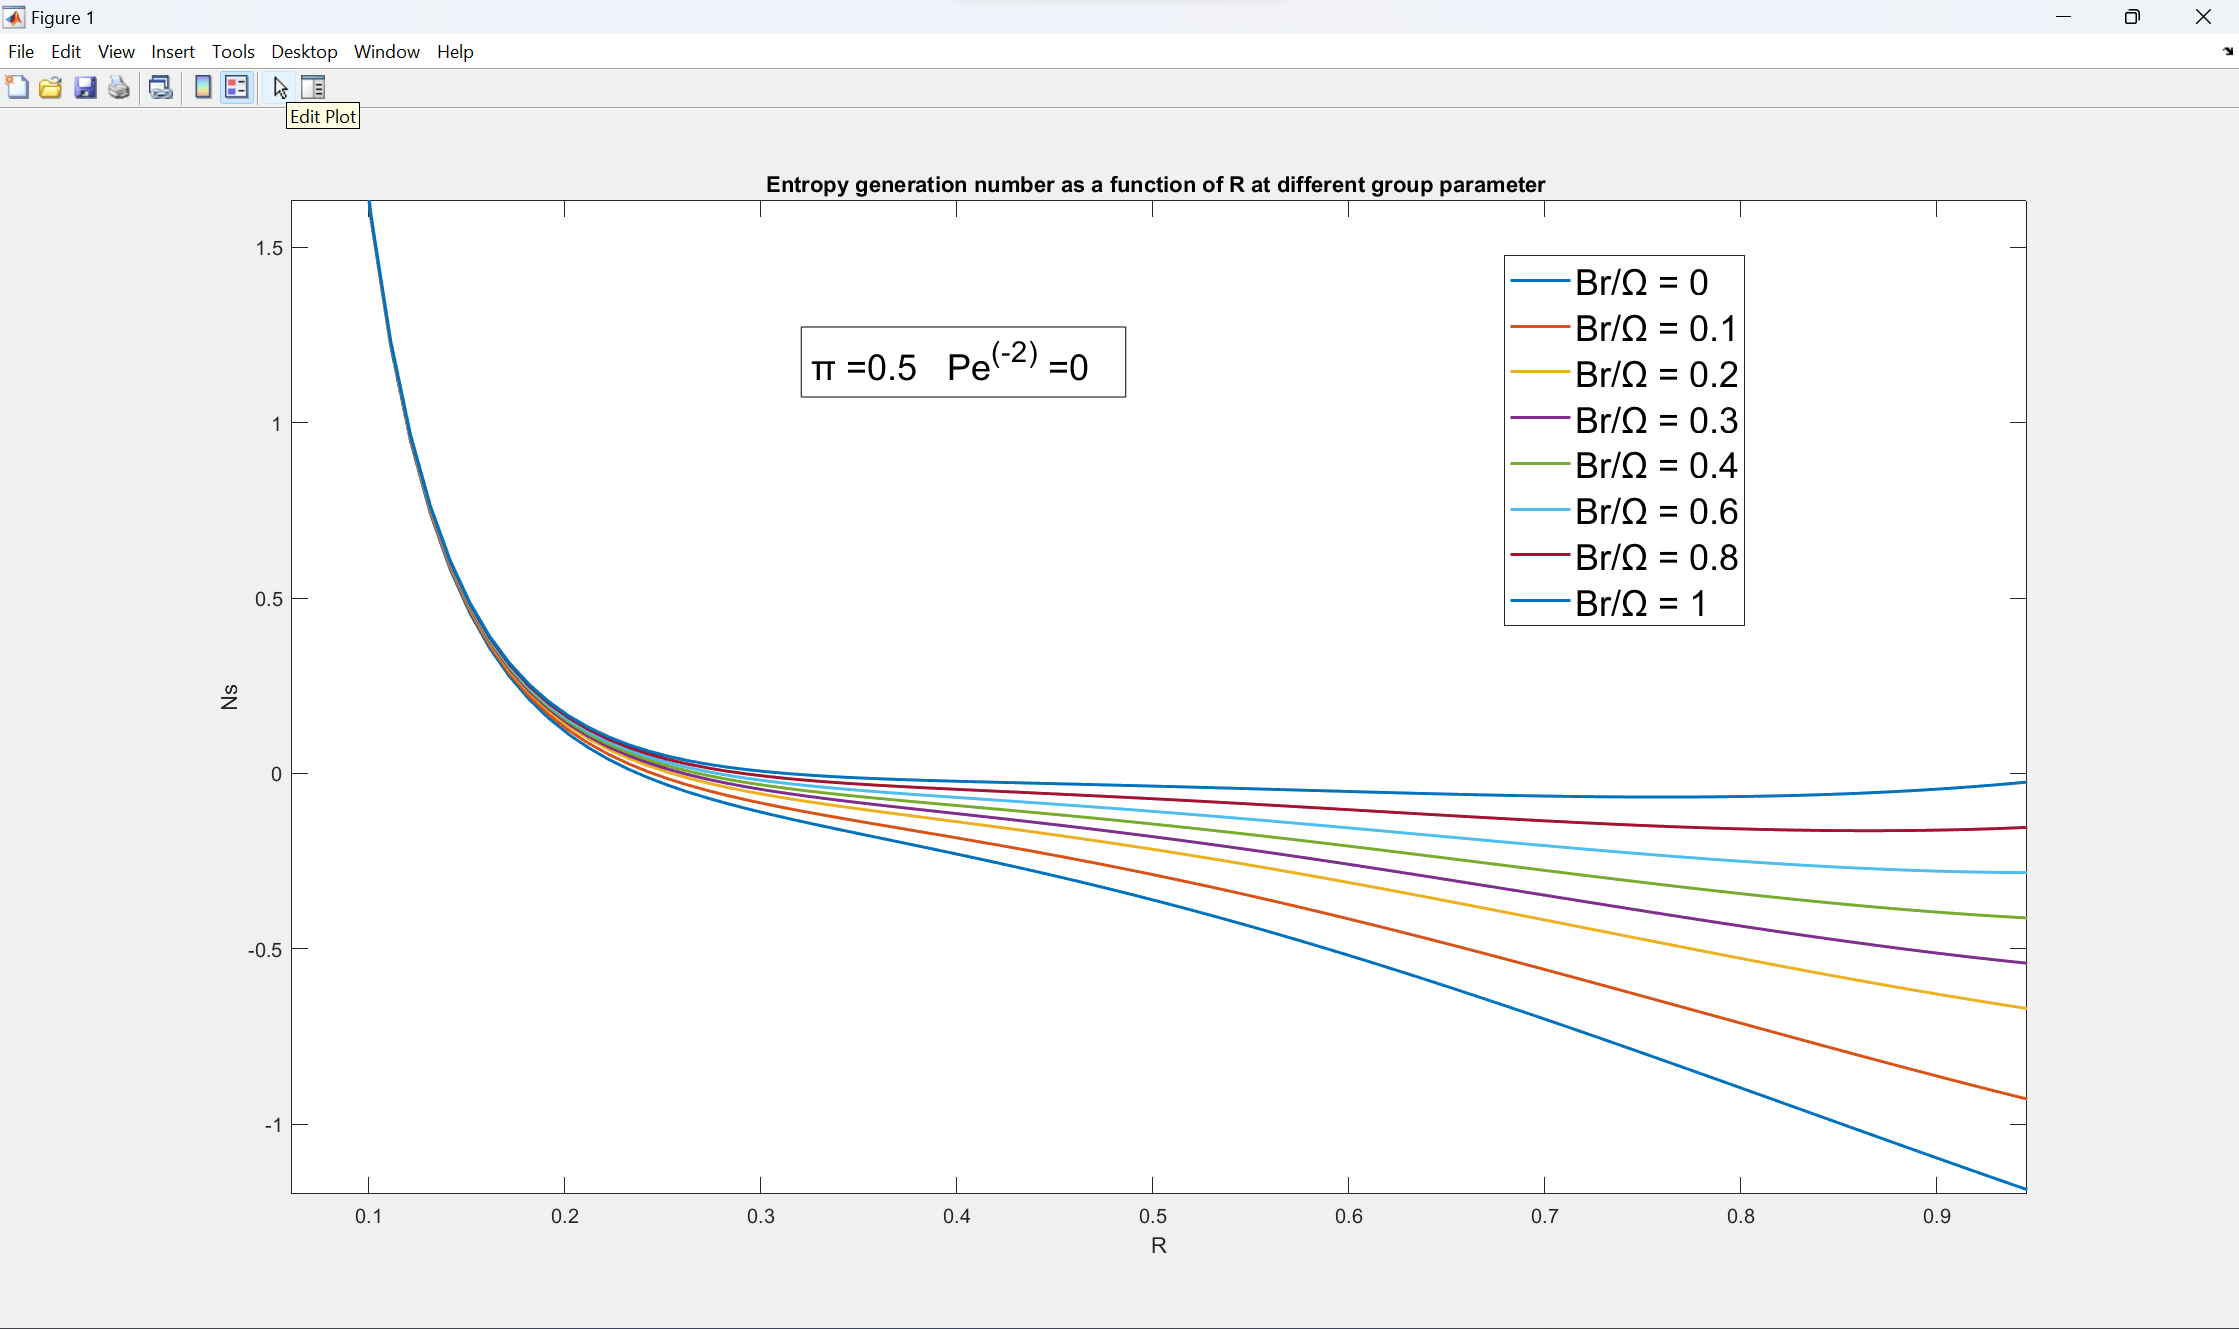 Figure 1
File Edit View Insert Tools Desktop Window Help
Edit Plot
Entropy generation number as a function of R at different group parameter
1.5
1
0.5
0
-0.5
-1
Ns
π =0.5 Pe^(-2) =0
Br/Ω = 0
Br/Ω = 0.1
Br/Ω = 0.2
Br/Ω = 0.3
Br/Ω = 0.4
Br/Ω = 0.6
Br/Ω = 0.8
Br/Ω = 1
0.1 0.2 0.3 0.4 0.5 0.6 0.7 0.8 0.9
R